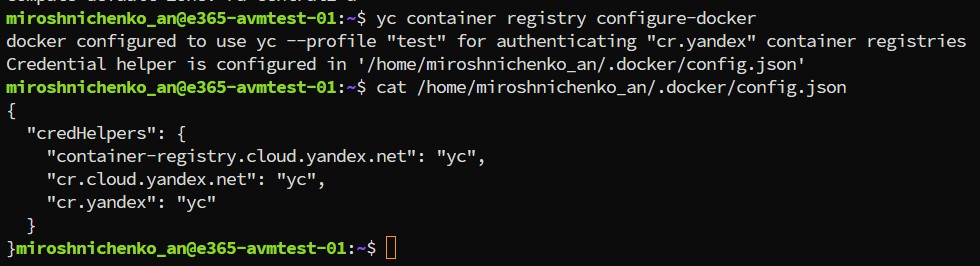 miroshnichenko_an@e365-avmtest-01:~$ yc container registry configure-docker
docker configured to use yc --profile "test" for authenticating "cr.yandex" container registries
Credential helper is configured in '/home/miroshnichenko_an/.docker/config.json'
miroshnichenko_an@e365-avmtest-01:~$ cat /home/miroshnichenko_an/.docker/config.json
{
  "credHelpers": {
    "container-registry.cloud.yandex.net": "yc",
    "cr.cloud.yandex.net": "yc",
    "cr.yandex": "yc"
  }
}miroshnichenko_an@e365-avmtest-01:~$